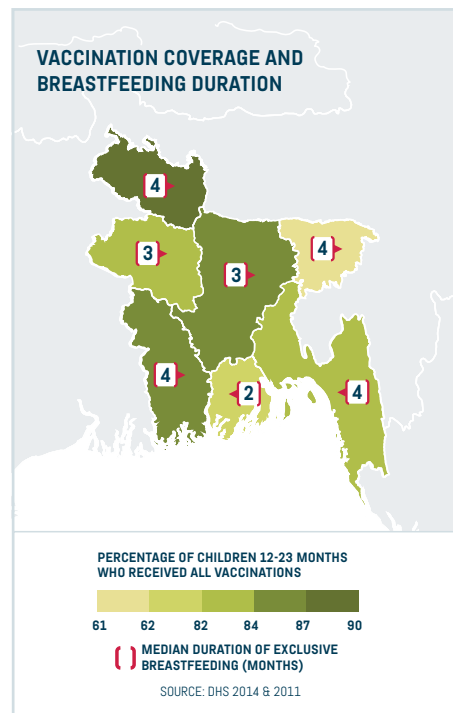 VACCINATION COVERAGE AND
BREASTFEEDING DURATION
4
3
3
4
4
2
4
PERCENTAGE OF CHILDREN 12-23 MONTHS
WHO RECEIVED ALL VACCINATIONS
61 62 82 84 87 90
MEDIAN DURATION OF EXCLUSIVE
BREASTFEEDING (MONTHS)
SOURCE: DHS 2014 & 2011